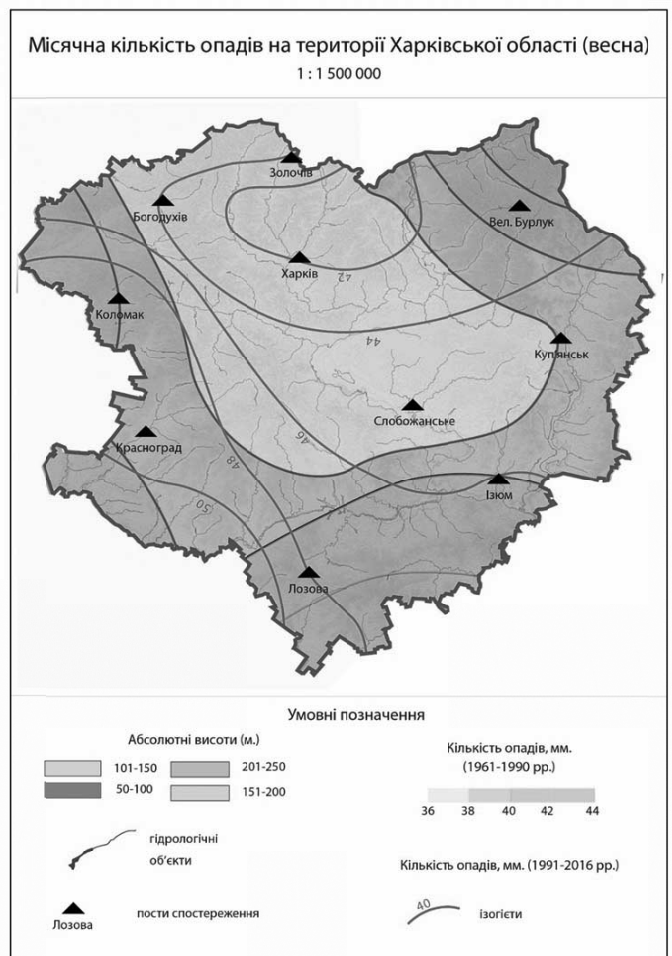 Місячна кількість опадів на території Харківської області (весна)
1 : 1 500 000
Золочів
Бєгодухів
Вел. Бурлук
Харків
42
Коломак
44
Куп'янськ
Слобожанське
Красноград
46
48
50
Ізюм
Лозова
Умовні позначення
Абсолютні висоти (м.)
101-150
201-250
50-100
151-200
Кількість опадів, мм.
(1961-1990 рр.)
36 38 40 42 44
гідрологічні
об'єкти
Кількість опадів, мм. (1991-2016 рр.)
Лозова
пости спостереження
40
ізогієти